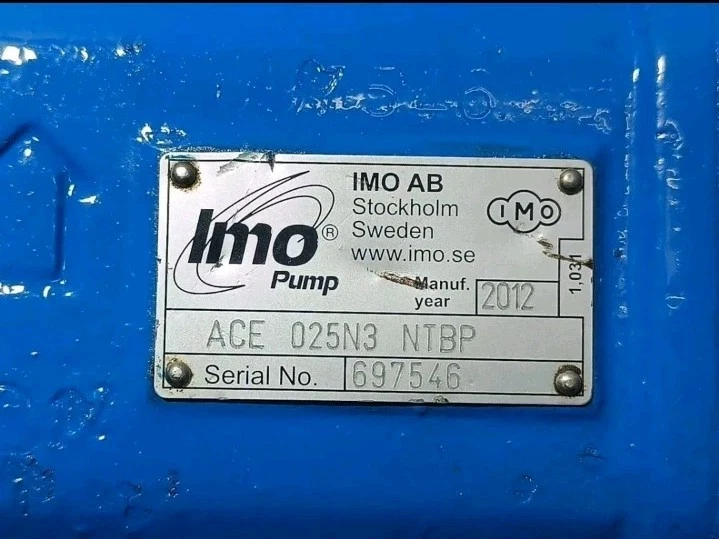 Imo®
Pump
IMO AB
Stockholm
Sweden
www.imo.se
IMO
Manuf.
year
2012
1,031
ACE 025N3 NTBP
Serial No. 697546